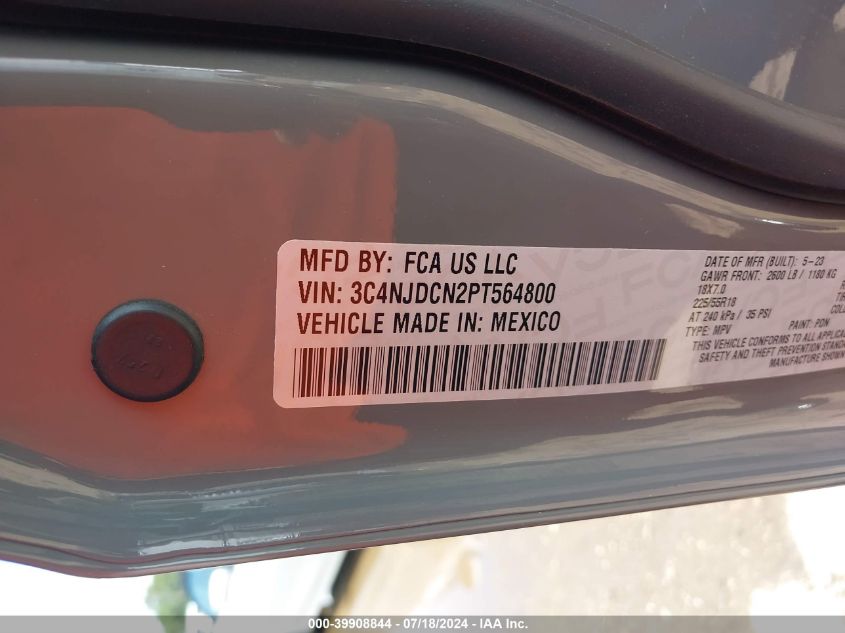 MFD BY: FCA US LLC
VIN: 3C4NJDCN2PT564800
VEHICLE MADE IN: MEXICO
DATE OF MFR (BUILT): 5-23
GAWR FRONT: 2600 LB / 1180 KG
18X7.0
225/55R18
AT 240 kPa / 35 PSI
TYPE: MPV PAINT: PDN
THIS VEHICLE CONFORMS TO ALL
SAFETY AND THEFT PREVENTION
MANUFACTURE SHOWN
000-39908844 - 07/18/2024 - IAA Inc.